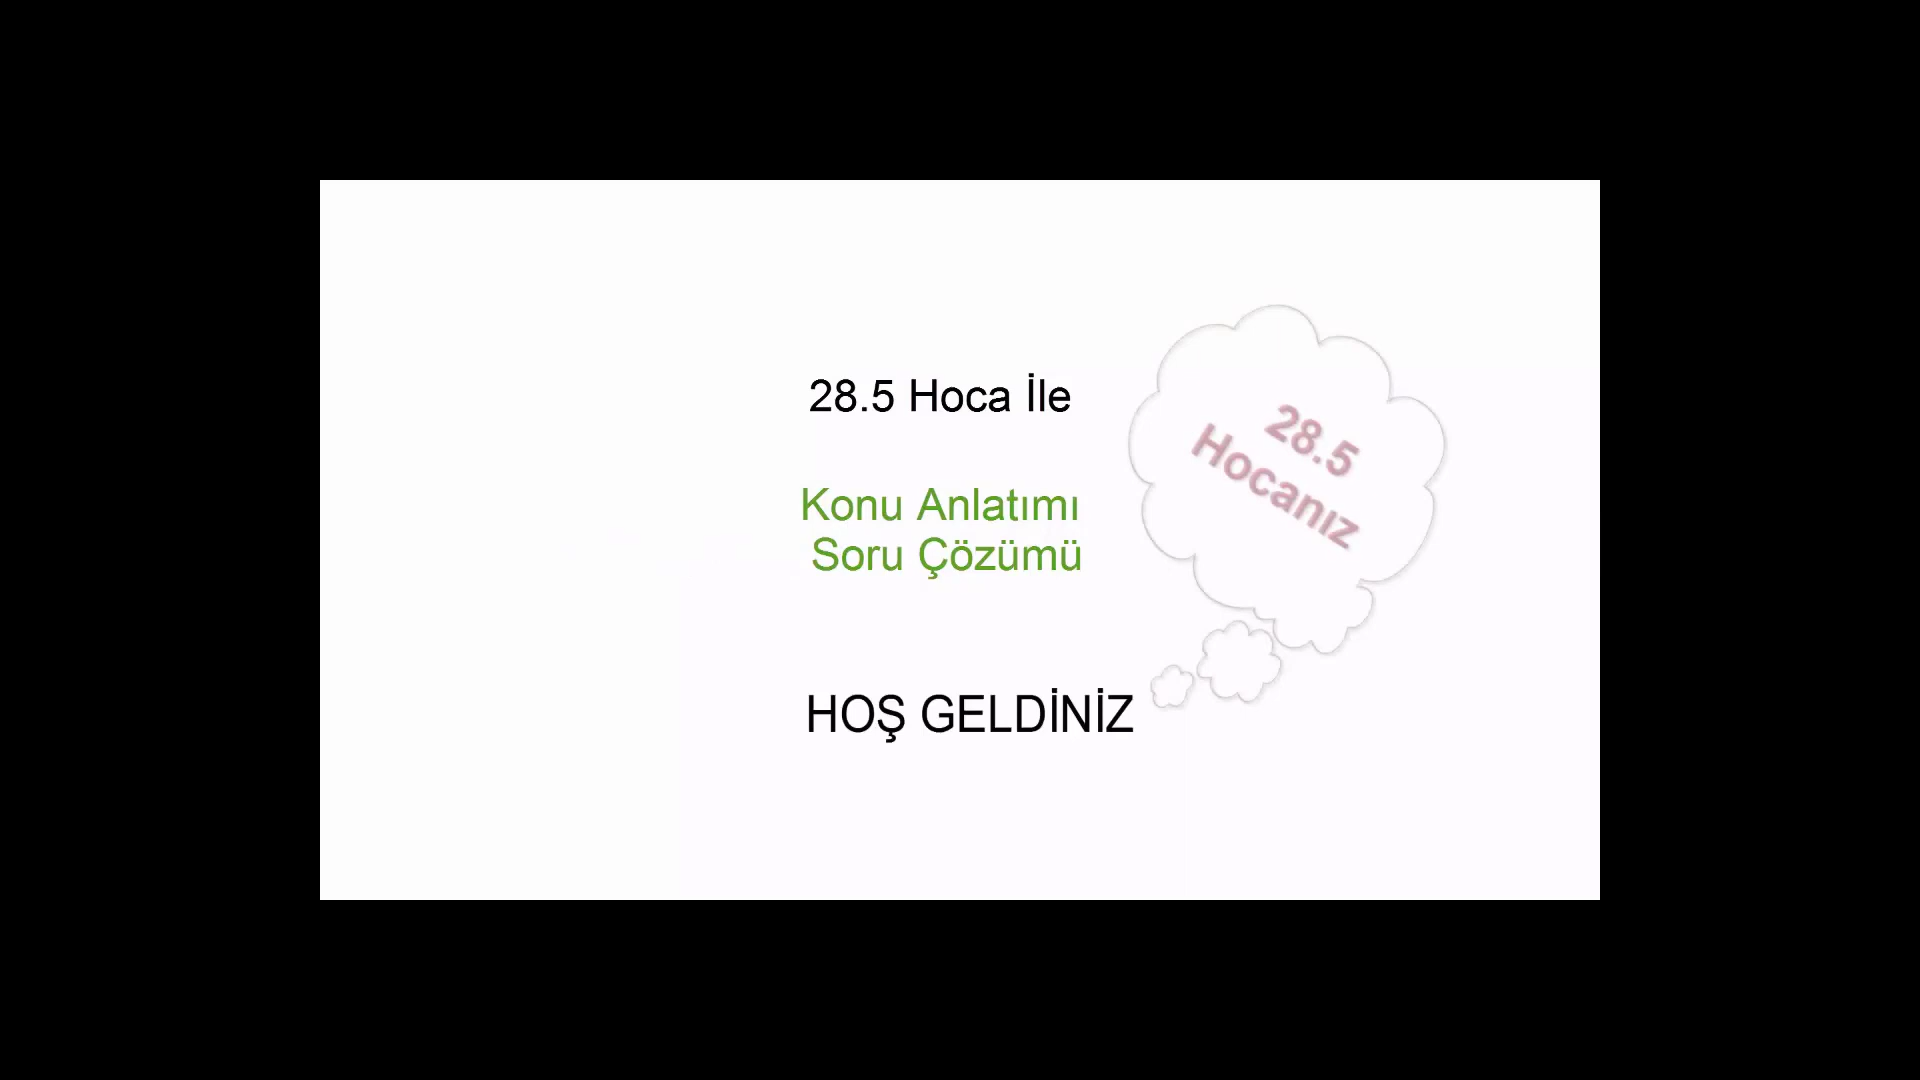 28.5 Hoca İle
Konu Anlatımı
Soru Çözümü
HOŞ GELDİNİZ
28.5
Hocanız